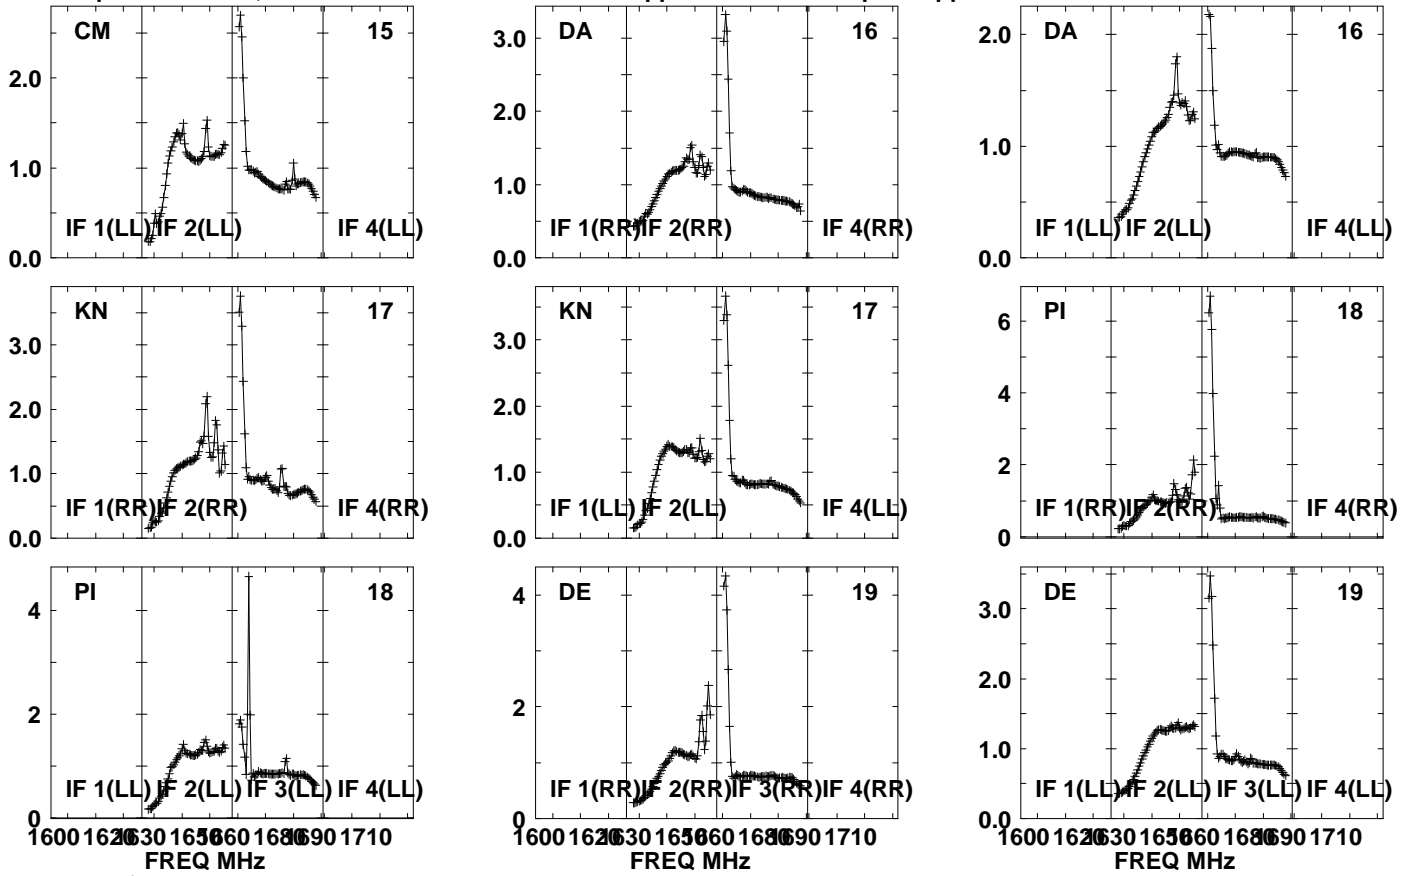 CM 15 DA 16 DA 16
3.0 2.0
2.0
2.0
1.0 1.0
1.0
IF 1(LL) IF 2(LL) IF 4(LL) IF 1(RR) IF 2(RR) IF 4(RR) IF 1(LL) IF 2(LL) IF 4(LL)
0.0 0.0 0.0
KN 17 KN 17 PI 18
3.0 3.0 6
2.0 2.0 4
1.0 1.0 2
IF 1(RR) IF 2(RR) IF 4(RR) IF 1(LL) IF 2(LL) IF 4(LL) IF 1(RR) IF 2(RR) IF 4(RR)
0.0 0.0 0
PI 18 DE 19 DE 19
4 4 3.0
2 2 2.0
1.0
IF 1(LL) IF 2(LL) IF 3(LL) IF 4(LL) IF 1(RR) IF 2(RR) IF 3(RR) IF 4(RR) IF 1(LL) IF 2(LL) IF 3(LL) IF 4(LL)
0 0 0.0
1600 1620 1630 1650 1660 1680 1690 1710 1600 1620 1630 1650 1660 1680 1690 1710 1600 1620 1630 1650 1660 1680 1690 1710
FREQ MHz FREQ MHz FREQ MHz